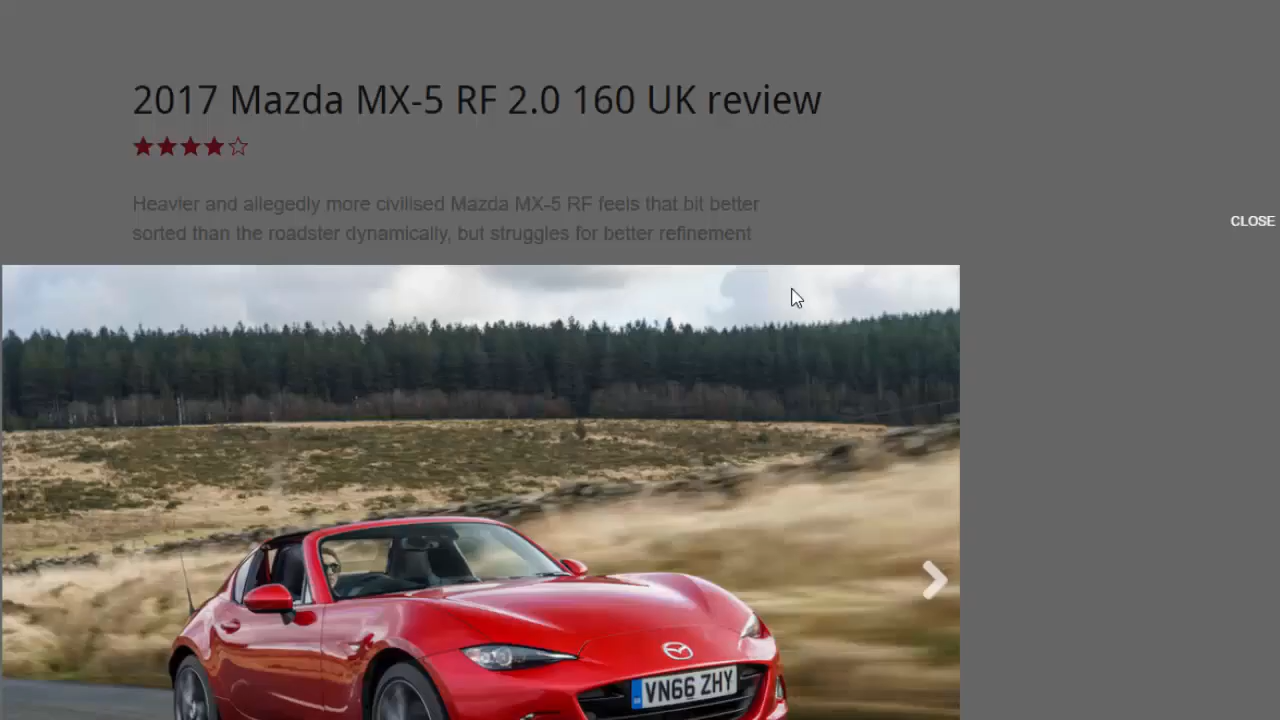 2017 Mazda MX-5 RF 2.0 160 UK review
Heavier and allegedly more civilised Mazda MX-5 RF feels that bit better
sorted than the roadster dynamically, but struggles for better refinement
CLOSE
VN66 ZHY